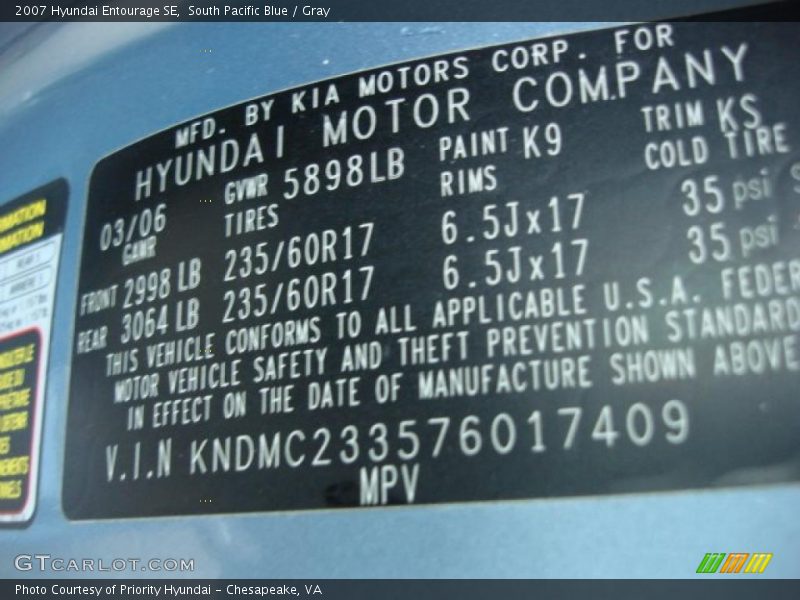 2007 Hyundai Entourage SE, South Pacific Blue / Gray
MFD. BY KIA MOTORS CORP. FOR
HYUNDAI MOTOR COMPANY
03/06 GVWR 5898LB PAINT K9 TRIM KS
GAWR TIRES RIMS COLD TIRE
FRONT 2998 LB 235/60R17 6.5Jx17 35 psi
REAR 3064 LB 235/60R17 6.5Jx17 35 psi
THIS VEHICLE CONFORMS TO ALL APPLICABLE U.S.A. FEDER
MOTOR VEHICLE SAFETY AND THEFT PREVENTION STANDARD
IN EFFECT ON THE DATE OF MANUFACTURE SHOWN ABOVE
V.I.N KNDMC233576017409
MPV
GTCARLOT.COM
Photo Courtesy of Priority Hyundai - Chesapeake, VA